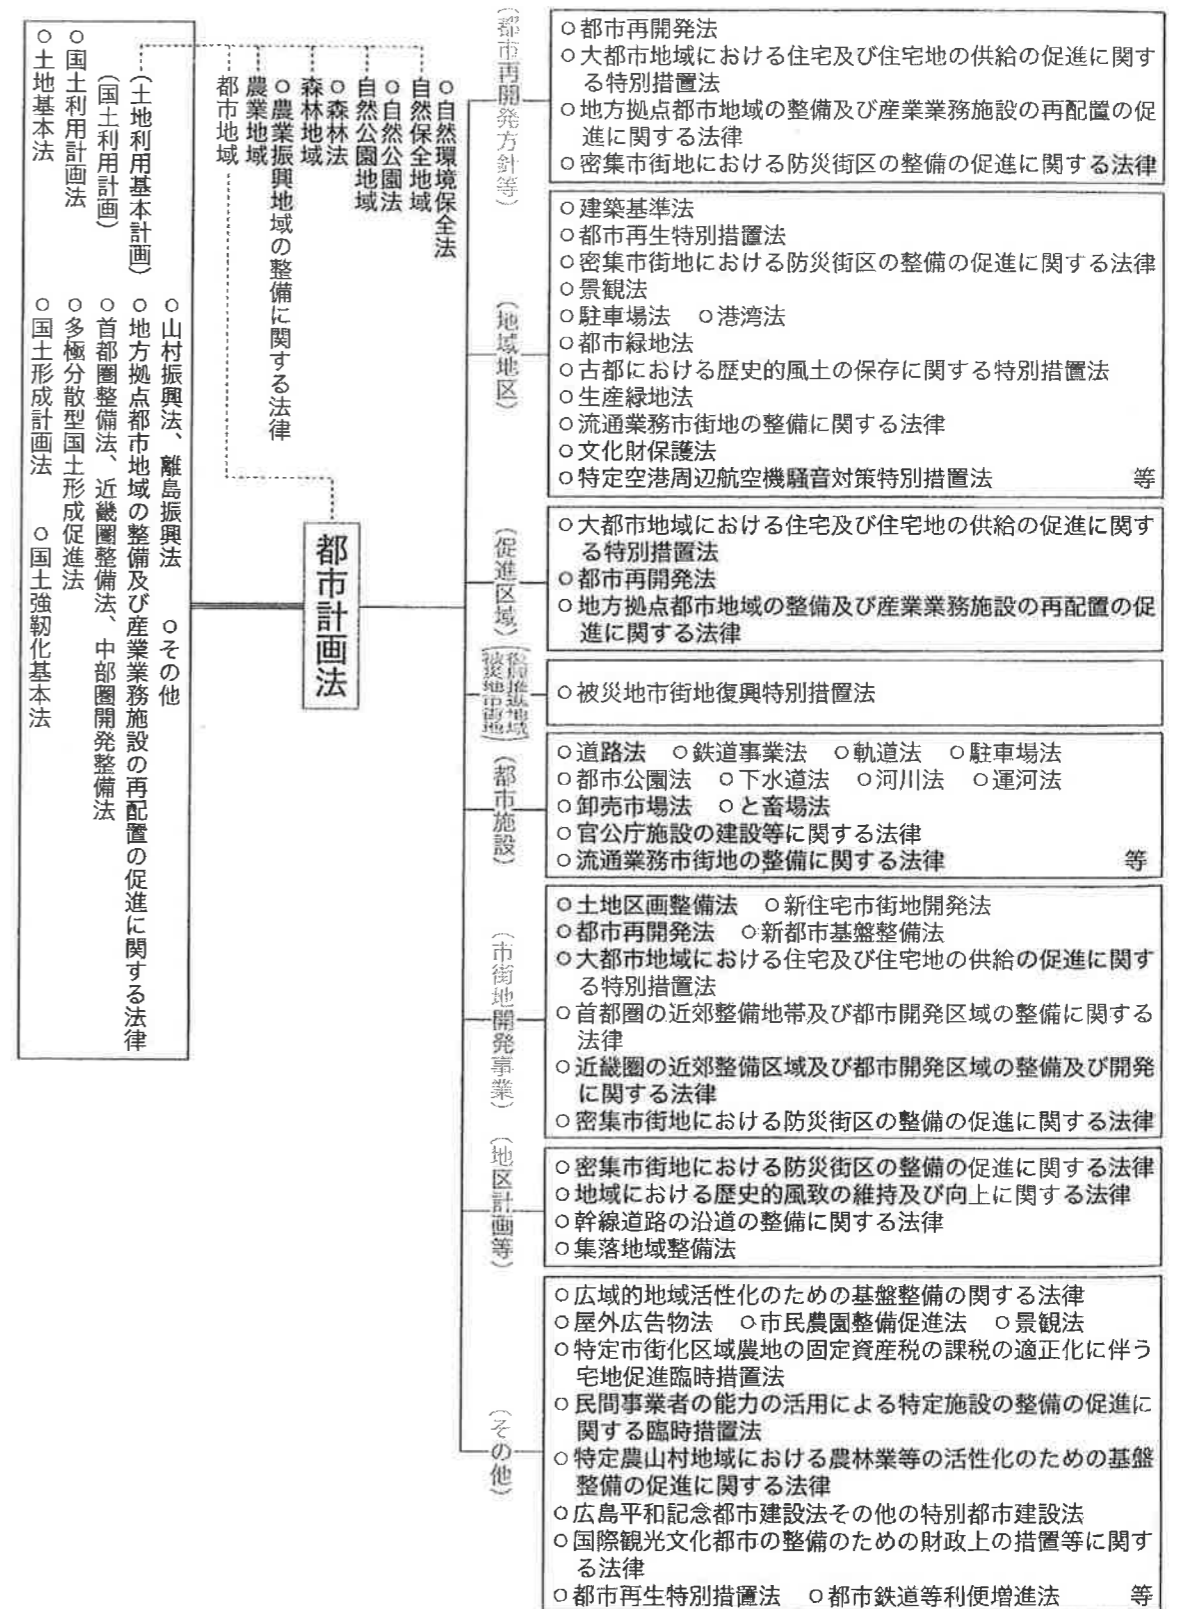 ○土地基本法
○国土利用計画法
(国土利用計画)
(土地利用基本計画)
○国土形成計画法 ○国土強靱化基本法
○多極分散型国土形成促進法
○首都圏整備法、近畿圏整備法、中部圏開発整備法
○地方拠点都市地域の整備及び産業業務施設の再配置の促進に関する法律
○山村振興法、離島振興法 ○その他
都市地域
農業地域
○農業振興地域の整備に関する法律
森林地域
○森林法
自然公園地域
○自然公園法
自然保全地域
○自然環境保全法
都市計画法
(都市再開発方針等)
○都市再開発法
○大都市地域における住宅及び住宅地の供給の促進に関す
る特別措置法
○地方拠点都市地域の整備及び産業業務施設の再配置の促
進に関する法律
○密集市街地における防災街区の整備の促進に関する法律
(地域地区)
○建築基準法
○都市再生特別措置法
○密集市街地における防災街区の整備の促進に関する法律
○景観法
○駐車場法 ○港湾法
○都市緑地法
○古都における歴史的風土の保存に関する特別措置法
○生産緑地法
○流通業務市街地の整備に関する法律
○文化財保護法
○特定空港周辺航空機騒音対策特別措置法 等
(促進区域)
○大都市地域における住宅及び住宅地の供給の促進に関す
る特別措置法
○都市再開発法
○地方拠点都市地域の整備及び産業業務施設の再配置の促
進に関する法律
(被災地市街地
復興推進地域)
○被災地市街地復興特別措置法
(都市施設)
○道路法 ○鉄道事業法 ○軌道法 ○駐車場法
○都市公園法 ○下水道法 ○河川法 ○運河法
○卸売市場法 ○と畜場法
○官公庁施設の建設等に関する法律
○流通業務市街地の整備に関する法律 等
(市街地開発事業)
○土地区画整備法 ○新住宅市街地開発法
○都市再開発法 ○新都市基盤整備法
○大都市地域における住宅及び住宅地の供給の促進に関す
る特別措置法
○首都圏の近郊整備地帯及び都市開発区域の整備に関する
法律
○近畿圏の近郊整備区域及び都市開発区域の整備及び開発
に関する法律
○密集市街地における防災街区の整備の促進に関する法律
(地区計画等)
○密集市街地における防災街区の整備の促進に関する法律
○地域における歴史的風致の維持及び向上に関する法律
○幹線道路の沿道の整備に関する法律
○集落地域整備法
(その他)
○広域的地域活性化のための基盤整備の関する法律
○屋外広告物法 ○市民農園整備促進法 ○景観法
○特定市街化区域農地の固定資産税の課税の適正化に伴う
宅地促進臨時措置法
○民間事業者の能力の活用による特定施設の整備の促進に
関する臨時措置法
○特定農山村地域における農林業等の活性化のための基盤
整備の促進に関する法律
○広島平和記念都市建設法その他の特別都市建設法
○国際観光文化都市の整備のための財政上の措置等に関す
る法律
○都市再生特別措置法 ○都市鉄道等利便増進法 等